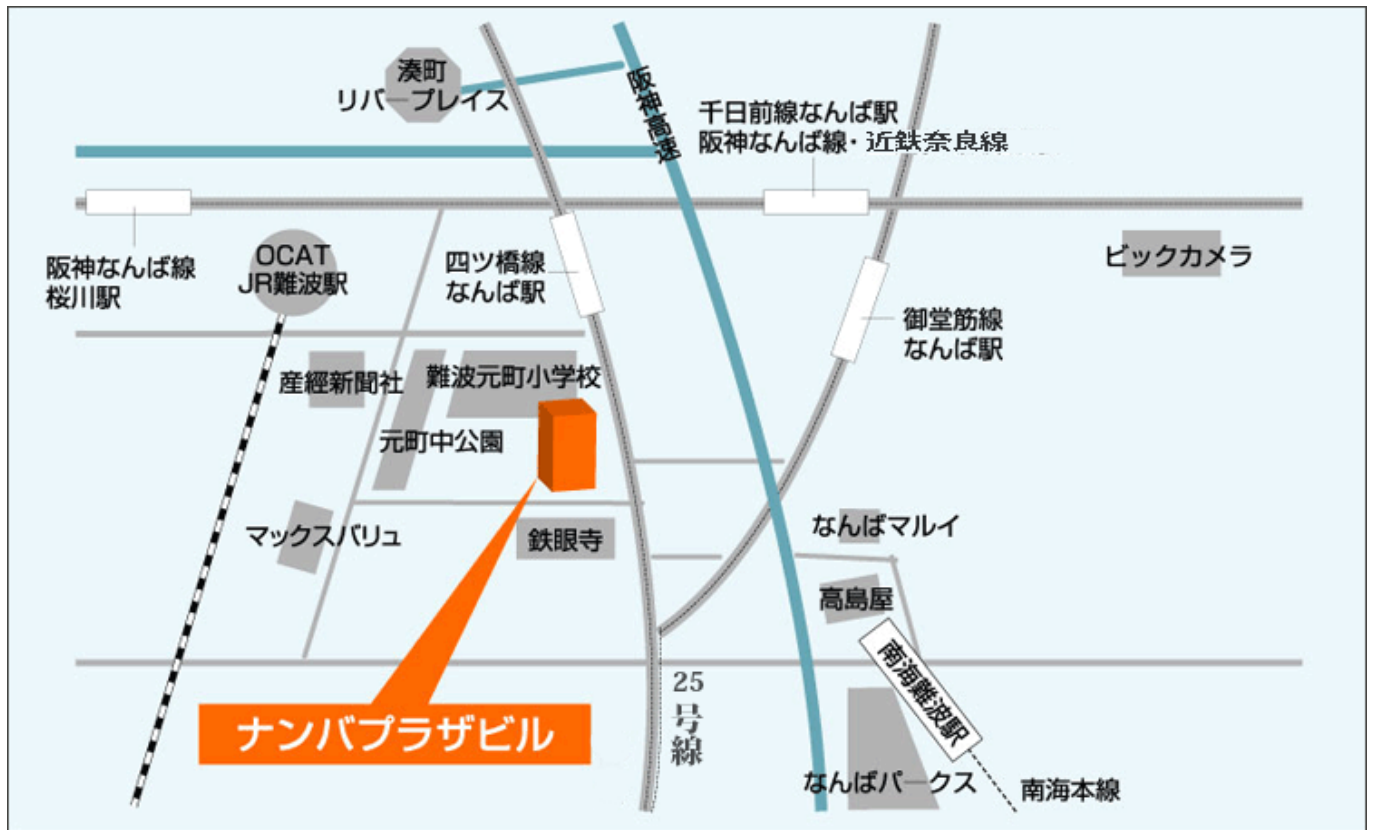 湊町
リバープレイス
阪神高速
千日前線なんば駅
阪神なんば線・近鉄奈良線
阪神なんば線
桜川駅
OCAT
JR難波駅
四ツ橋線
なんば駅
ビックカメラ
御堂筋線
なんば駅
産經新聞社
難波元町小学校
元町中公園
マックスバリュ
鉄眼寺
なんばマルイ
高島屋
南海難波駅
25号線
ナンバプラザビル
なんばパークス
南海本線